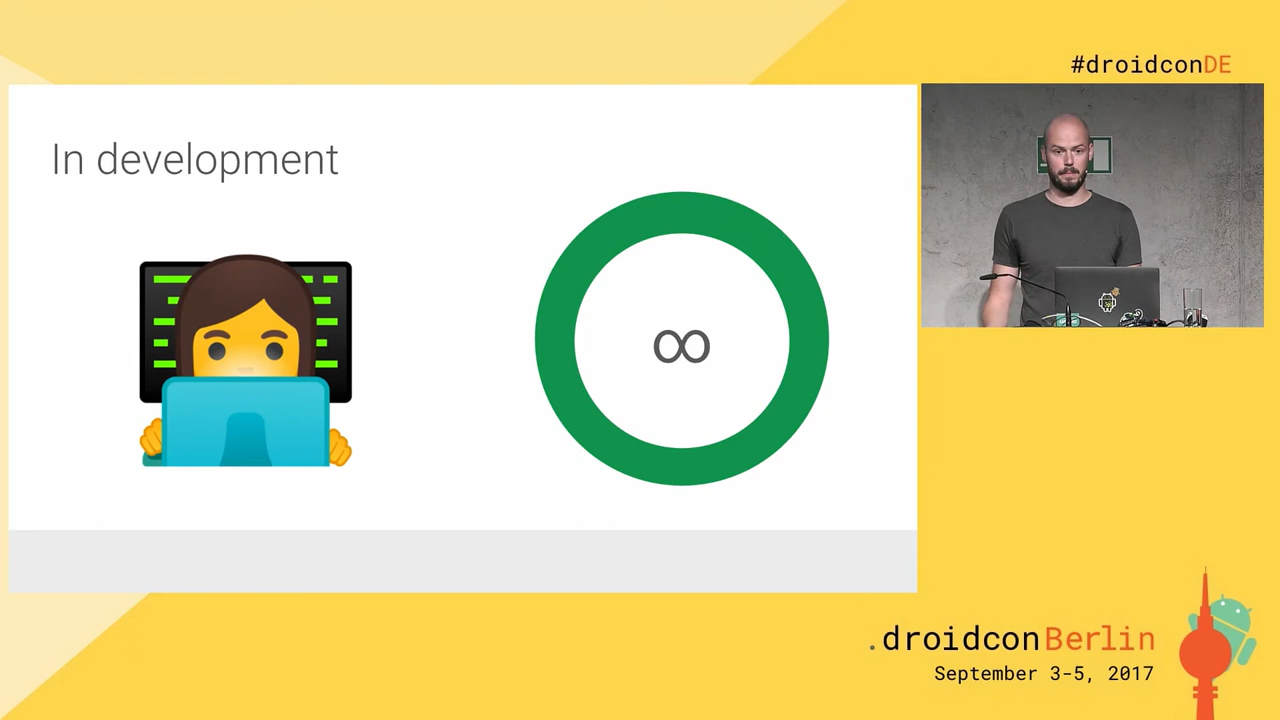 #droidconDE
In development
∞
.droidconBerlin
September 3-5, 2017